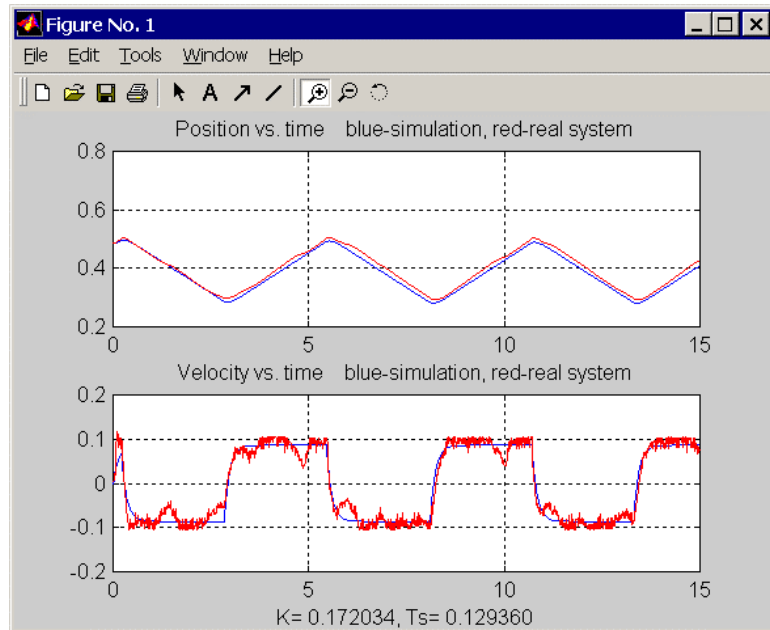 Figure No. 1
File Edit Tools Window Help
A
Position vs. time blue-simulation, red-real system
0.8
0.6
0.4
0.2
0 5 10 15
Velocity vs. time blue-simulation, red-real system
0.2
0.1
0
-0.1
-0.2
0 5 10 15
K= 0.172034, Ts= 0.129360